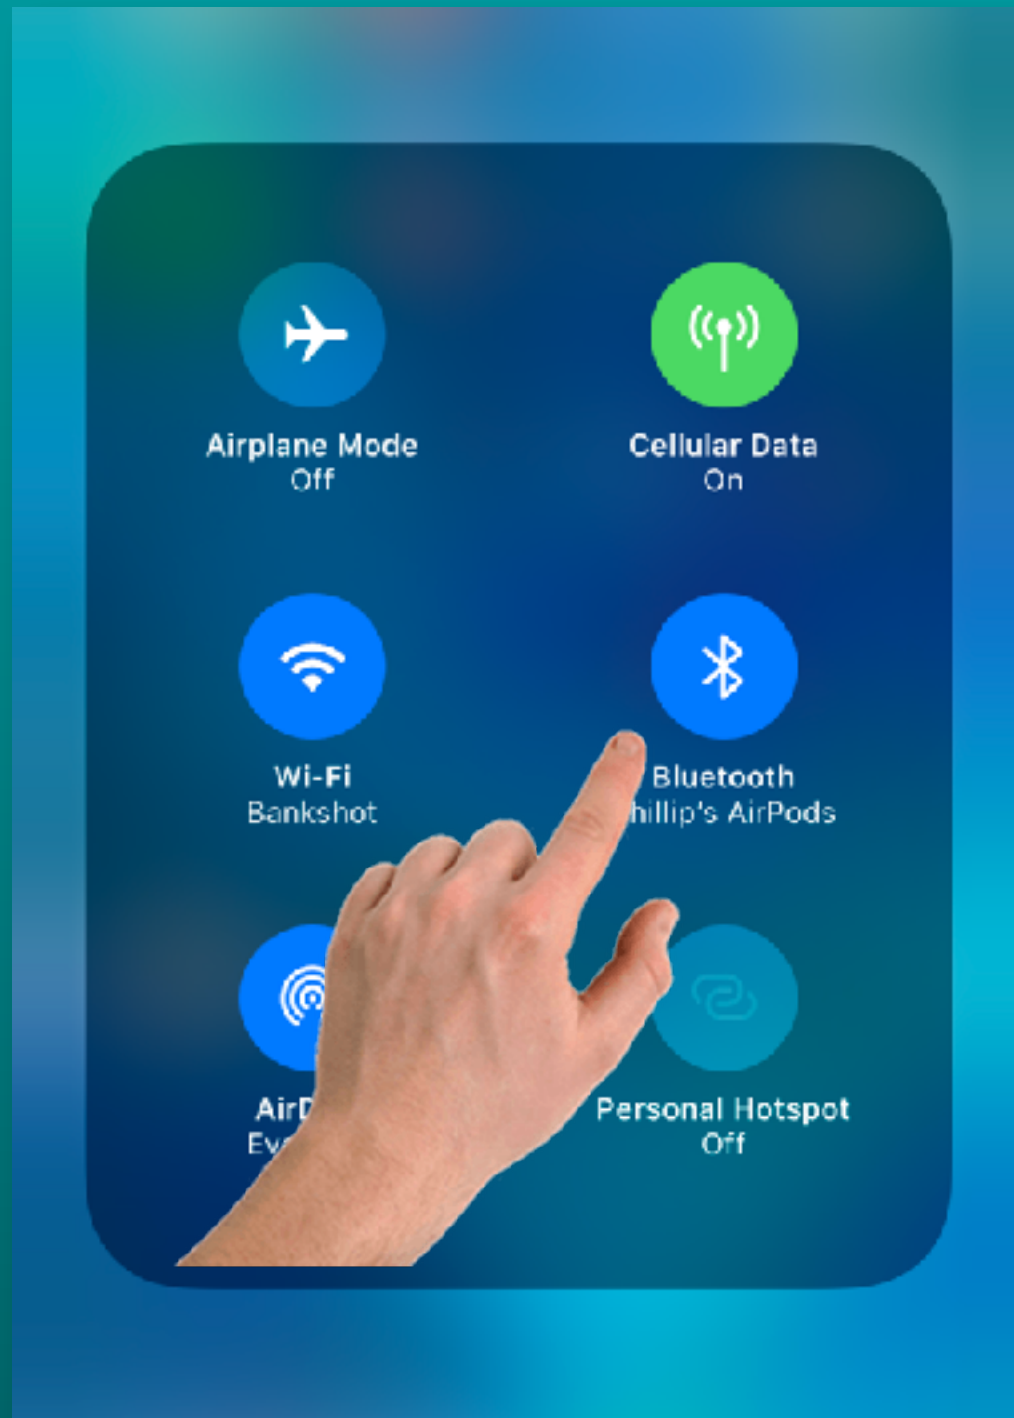 Airplane Mode
Off
Cellular Data
On
Wi-Fi
Bankshot
Bluetooth
hillip's AirPods
Personal Hotspot
Off